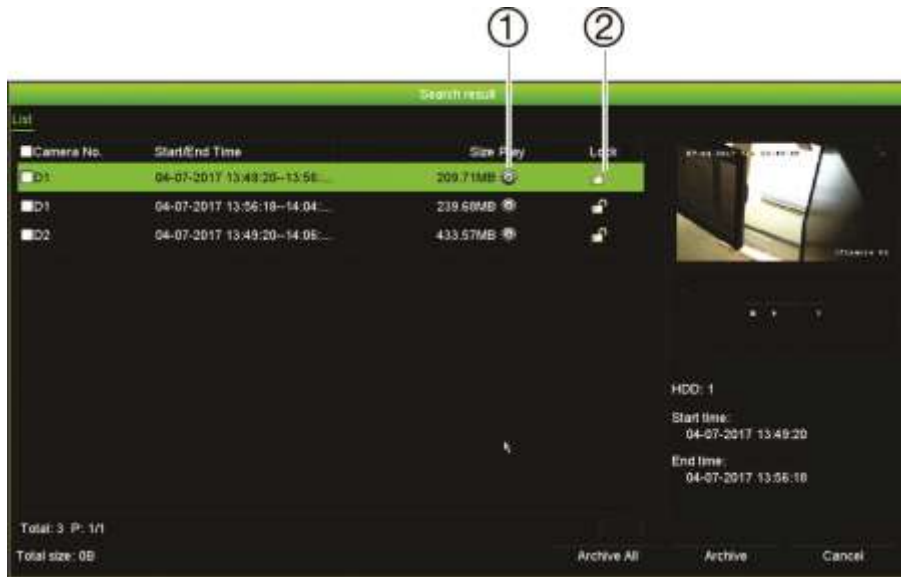 ① ②
Search result
List
Camera No. Start/End Time Size Play Lock
D1 04-07-2017 13:49:20--13:56:... 209.71MB
D1 04-07-2017 13:56:18--14:04:... 239.68MB
D2 04-07-2017 13:49:20--14:06:... 433.57MB
HDD: 1
Start time:
04-07-2017 13:49:20
End time:
04-07-2017 13:56:18
Total: 3 P: 1/1
Total size: 0B Archive All Archive Cancel